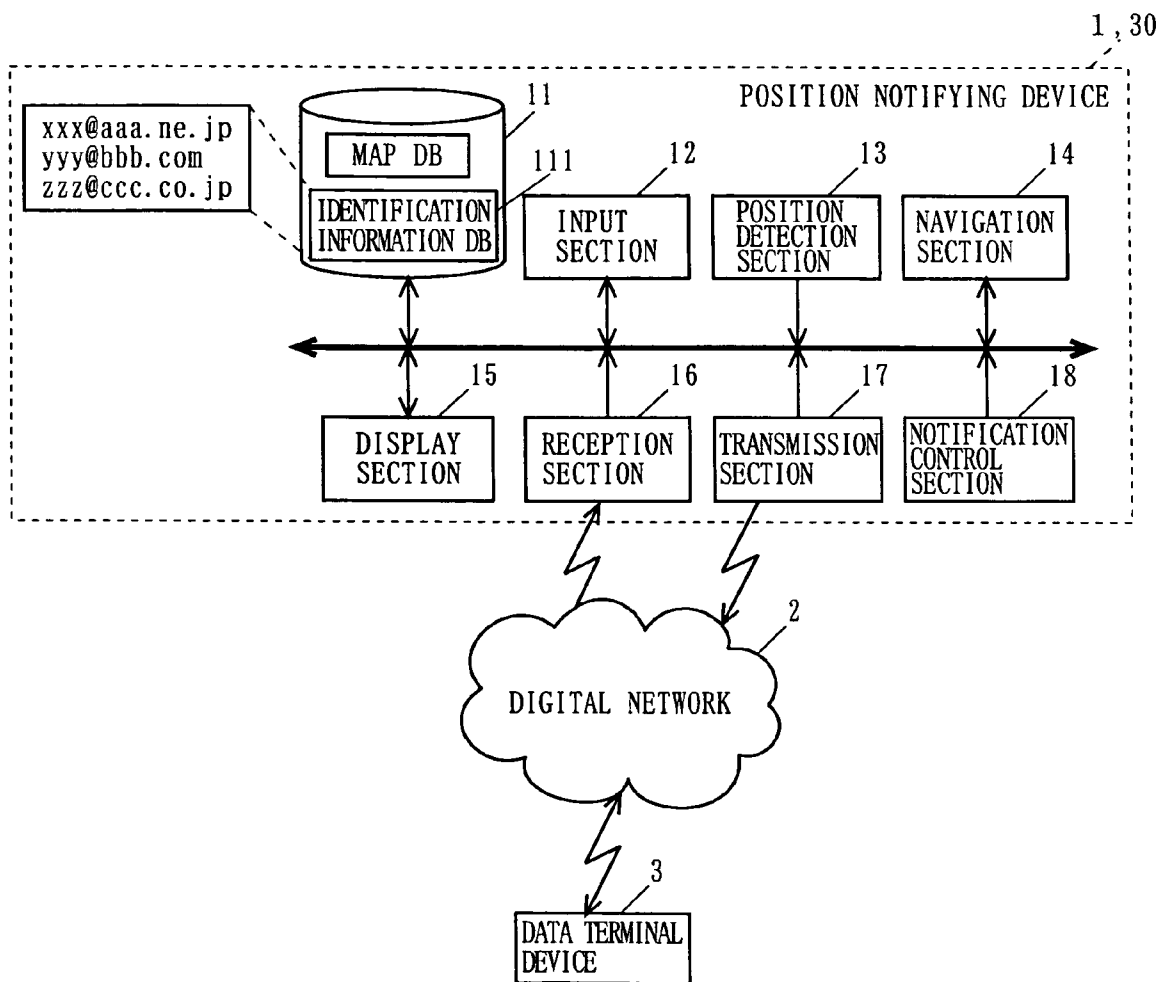 1,30
POSITION NOTIFYING DEVICE
xxx@aaa.ne.jp
yyy@bbb.com
zzz@ccc.co.jp
11
MAP DB
111
IDENTIFICATION
INFORMATION DB
12
INPUT
SECTION
13
POSITION
DETECTION
SECTION
14
NAVIGATION
SECTION
15
DISPLAY
SECTION
16
RECEPTION
SECTION
17
TRANSMISSION
SECTION
18
NOTIFICATION
CONTROL
SECTION
2
DIGITAL NETWORK
3
DATA TERMINAL
DEVICE